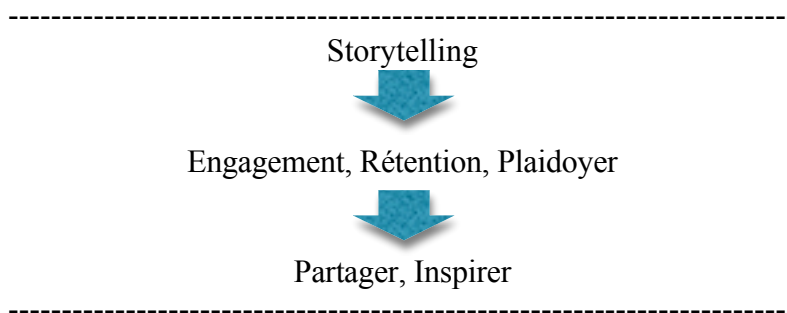 Storytelling
Engagement, Rétention, Plaidoyer
Partager, Inspirer